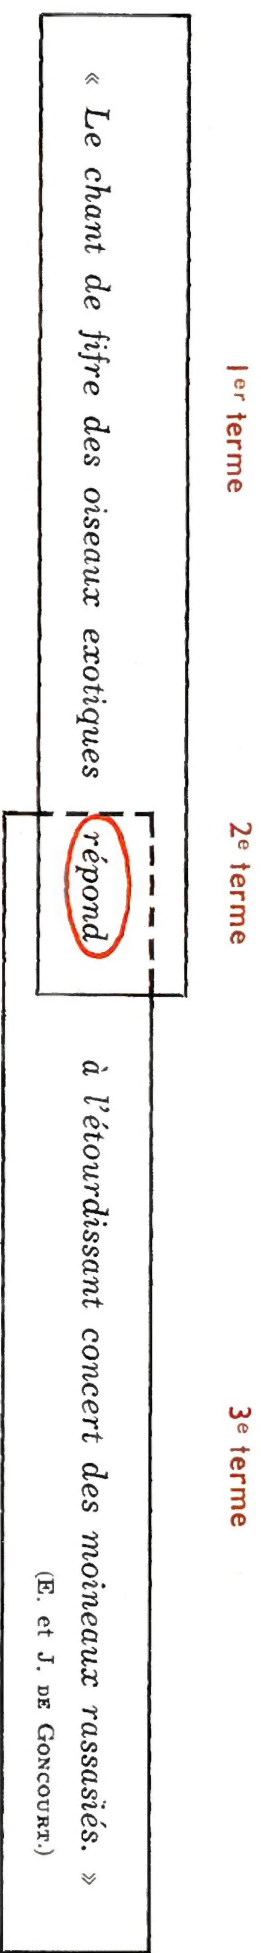 1er terme 2e terme 3e terme
« Le chant de fifre des oiseaux exotiques répond à l'étourdissant concert des moineaux rassasiés. »
(E. et J. DE GONCOURT.)